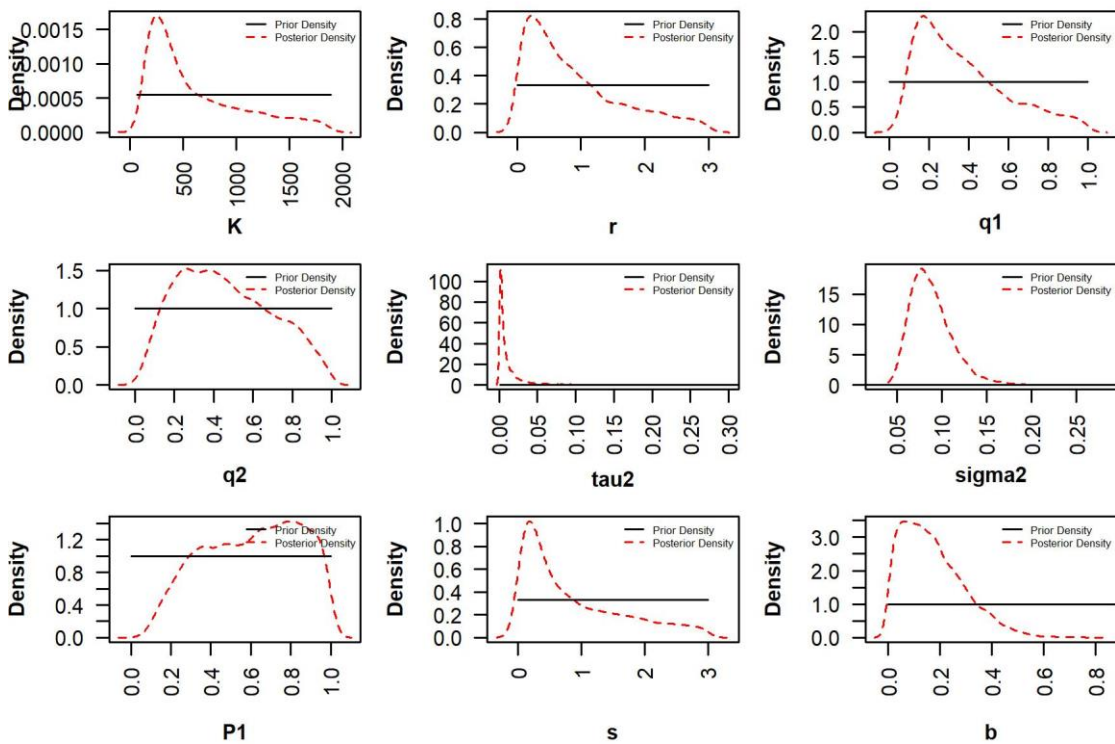 Density
0.0015
0.0010
0.0005
0.0000
Prior Density
Posterior Density
0
500
1000
1500
2000
K
Density
0.8
0.6
0.4
0.2
0.0
Prior Density
Posterior Density
0
1
2
3
r
Density
2.0
1.5
1.0
0.5
0.0
Prior Density
Posterior Density
0.0
0.2
0.4
0.6
0.8
1.0
q1
Density
1.5
1.0
0.5
0.0
Prior Density
Posterior Density
0.0
0.2
0.4
0.6
0.8
1.0
q2
Density
100
80
60
40
20
0
Prior Density
Posterior Density
0.00
0.05
0.10
0.15
0.20
0.25
0.30
tau2
Density
15
10
5
0
Prior Density
Posterior Density
0.05
0.10
0.15
0.20
0.25
sigma2
Density
1.2
0.8
0.4
0.0
Prior Density
Posterior Density
0.0
0.2
0.4
0.6
0.8
1.0
P1
Density
1.0
0.8
0.6
0.4
0.2
0.0
Prior Density
Posterior Density
0
1
2
3
s
Density
3.0
2.0
1.0
0.0
Prior Density
Posterior Density
0.0
0.2
0.4
0.6
0.8
b